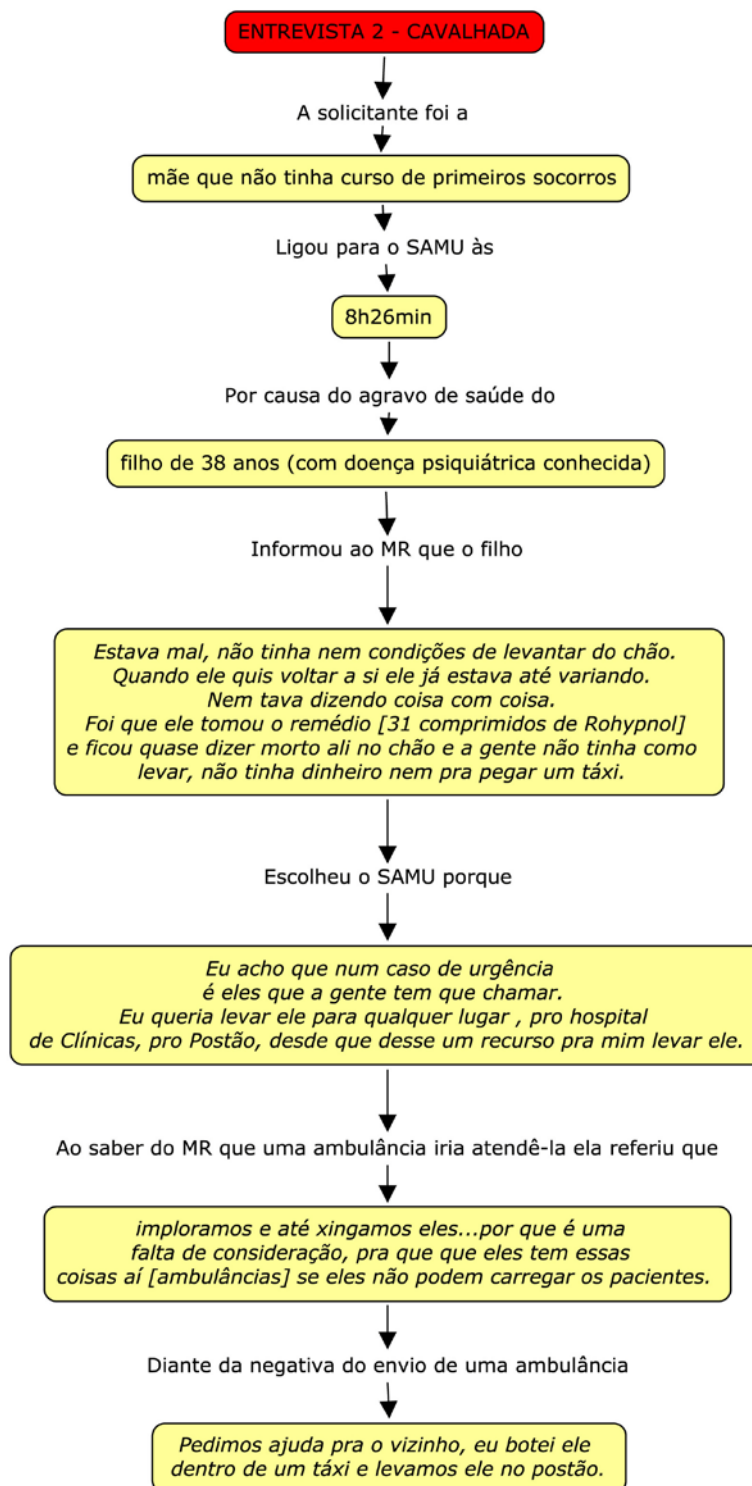 ENTREVISTA 2 - CAVALHADA
A solicitante foi a
mãe que não tinha curso de primeiros socorros
Ligou para o SAMU às
8h26min
Por causa do agravo de saúde do
filho de 38 anos (com doença psiquiátrica conhecida)
Informou ao MR que o filho
Estava mal, não tinha nem condições de levantar do chão.
Quando ele quis voltar a si ele já estava até variando.
Nem tava dizendo coisa com coisa.
Foi que ele tomou o remédio [31 comprimidos de Rohypnol]
e ficou quase dizer morto ali no chão e a gente não tinha como
levar, não tinha dinheiro nem pra pegar um táxi.
Escolheu o SAMU porque
Eu acho que num caso de urgência
é eles que a gente tem que chamar.
Eu queria levar ele para qualquer lugar , pro hospital
de Clínicas, pro Postão, desde que desse um recurso pra mim levar ele.
Ao saber do MR que uma ambulância iria atendê-la ela referiu que
imploramos e até xingamos eles...por que é uma
falta de consideração, pra que que eles tem essas
coisas aí [ambulâncias] se eles não podem carregar os pacientes.
Diante da negativa do envio de uma ambulância
Pedimos ajuda pra o vizinho, eu botei ele
dentro de um táxi e levamos ele no postão.